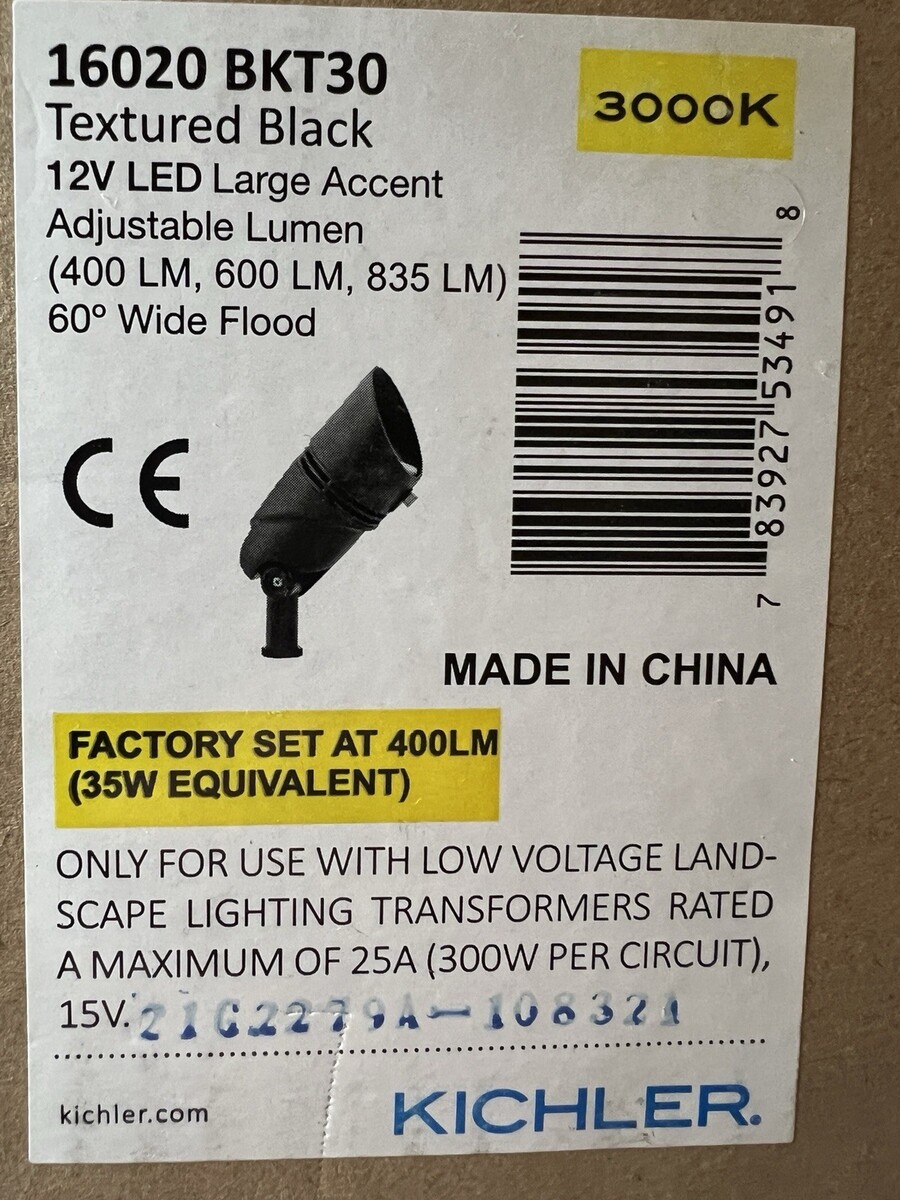 16020 BKT30
Textured Black
3000K
12V LED Large Accent
Adjustable Lumen
(400 LM, 600 LM, 835 LM)
60º Wide Flood
7 83927 53491 8
CE
MADE IN CHINA
FACTORY SET AT 400LM
(35W EQUIVALENT)
ONLY FOR USE WITH LOW VOLTAGE LAND-
SCAPE LIGHTING TRANSFORMERS RATED
A MAXIMUM OF 25A (300W PER CIRCUIT),
15V.
kichler.com
KICHLER.